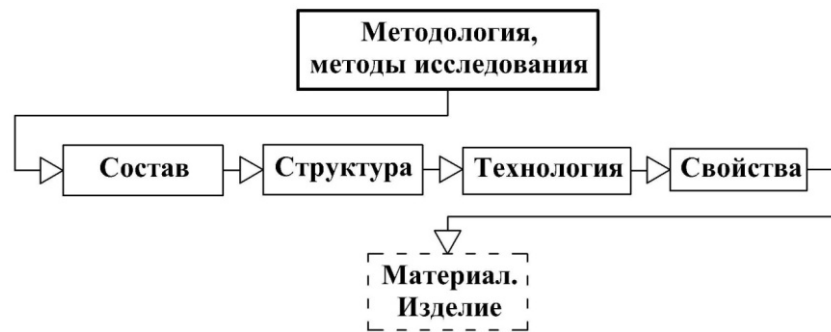 Методология,
методы исследования
Состав
Структура
Технология
Свойства
Материал.
Изделие